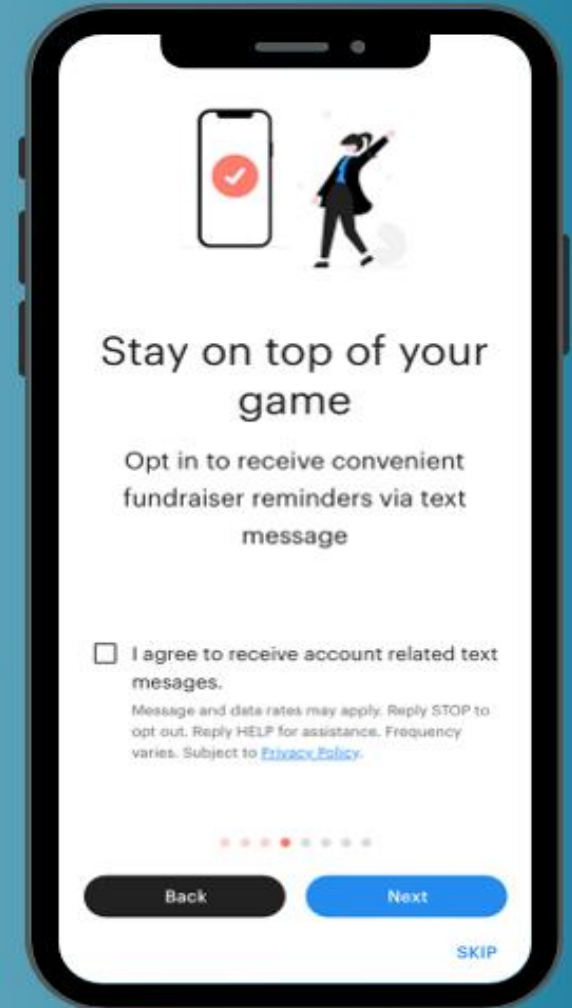 Stay on top of your
game
Opt in to receive convenient
fundraiser reminders via text
message
I agree to receive account related text
mesages.
Message and data rates may apply. Reply STOP to
opt out. Reply HELP for assistance. Frequency
varies. Subject to Privacy Policy.
Back
Next
SKIP